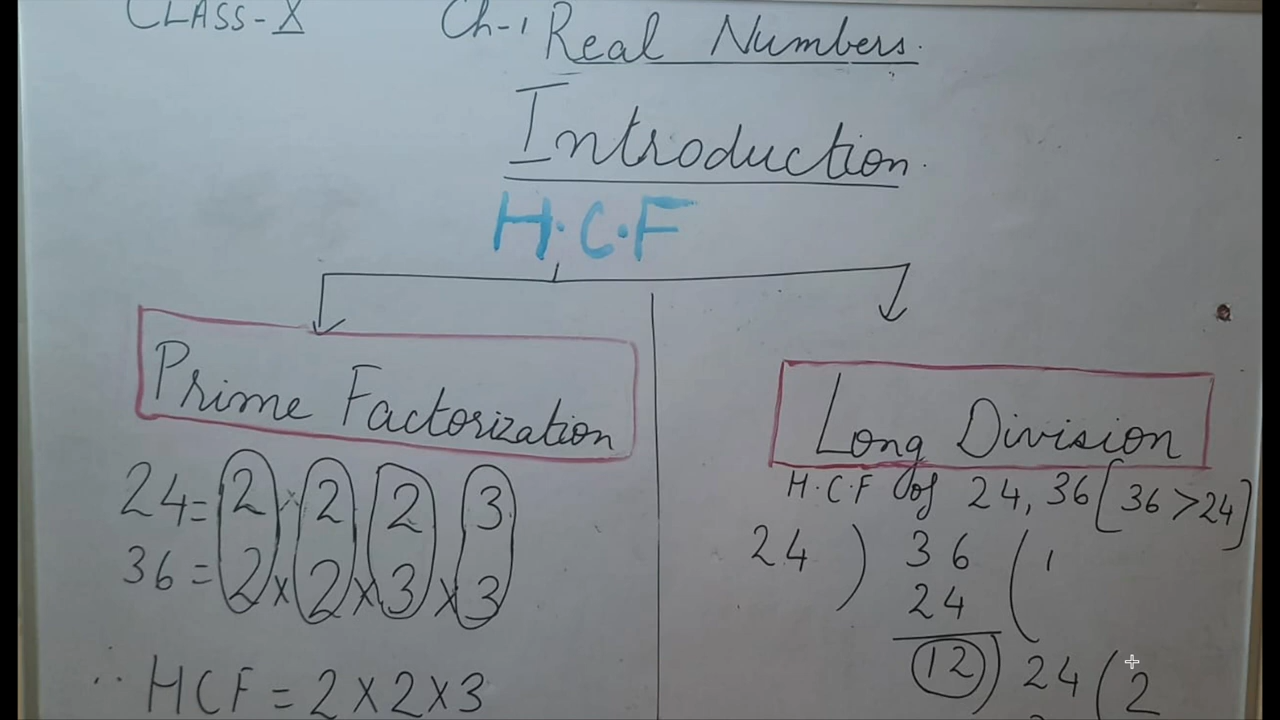 CLASS-X Ch-1 Real Numbers.
Introduction.
H.C.F
Prime Factorization
24= 2 × 2 2 3
36 = 2 × 2 × 3 × 3
∴ HCF = 2×2×3
Long Division
H.C.F of 24, 36 [36 > 24]
24 ) 36 ( 1
24
12 ) 24 ( 2